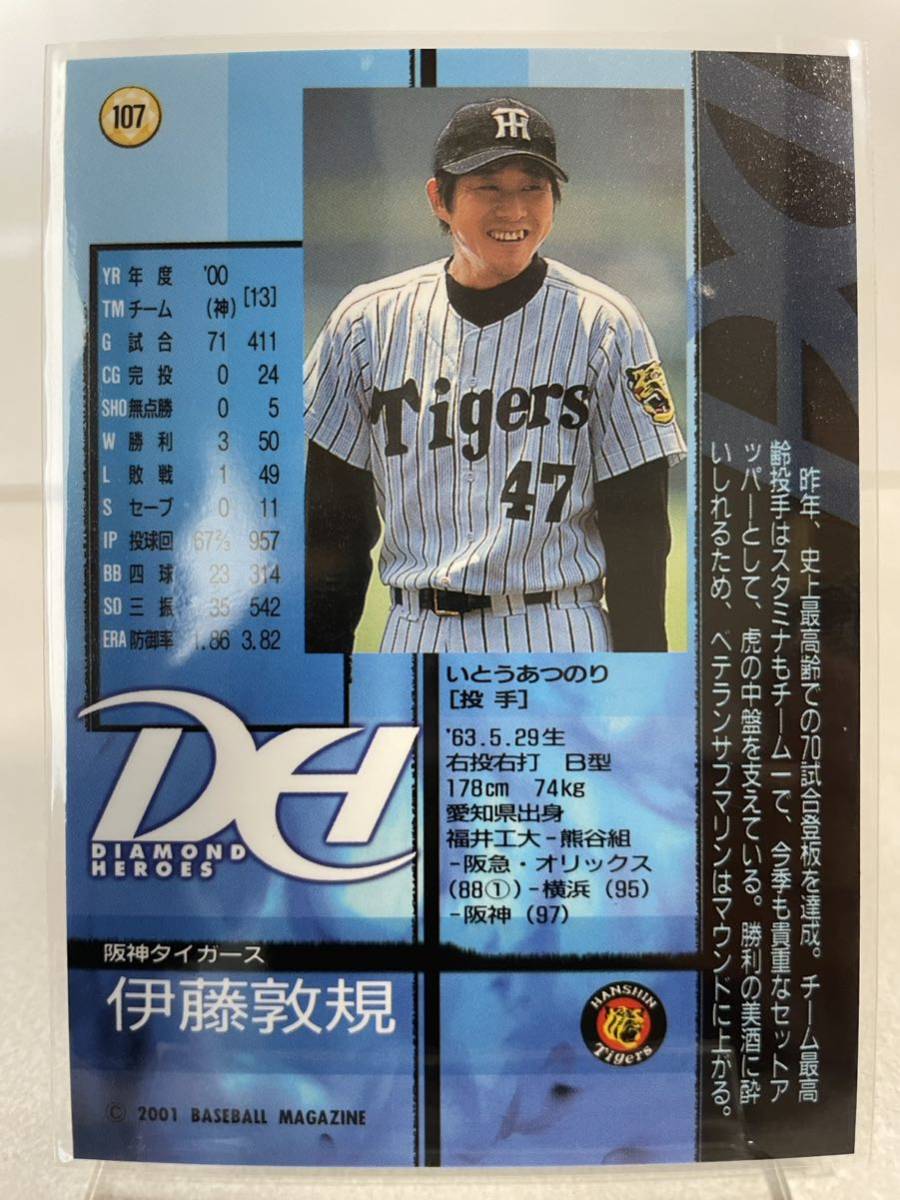 107
TH
Tigers
47
YR 年度 '00
TM チーム (神) [13]
G 試合 71 411
CG 完投 0 24
SHO 無点勝 0 5
W 勝利 3 50
L 敗戦 1 49
S セーブ 0 11
IP 投球回 67 2/3 957
BB 四球 23 314
SO 三振 35 542
ERA 防御率 1.86 3.82
DH
DIAMOND
HEROES
いとうあつのり
[投手]
'63.5.29生
右投右打 B型
178cm 74kg
愛知県出身
福井工大-熊谷組
-阪急・オリックス
(88①)-横浜(95)
-阪神(97)
昨年、史上最高齢での70試合登板を達成。チーム最高
齢投手はスタミナもチーム一で、今季も貴重なセットア
ッパーとして、虎の中盤を支えている。勝利の美酒に酔
いしれるため、ベテランサブマリンはマウンドに上がる。
阪神タイガース
伊藤敦規
HANSHIN
Tigers
© 2001 BASEBALL MAGAZINE